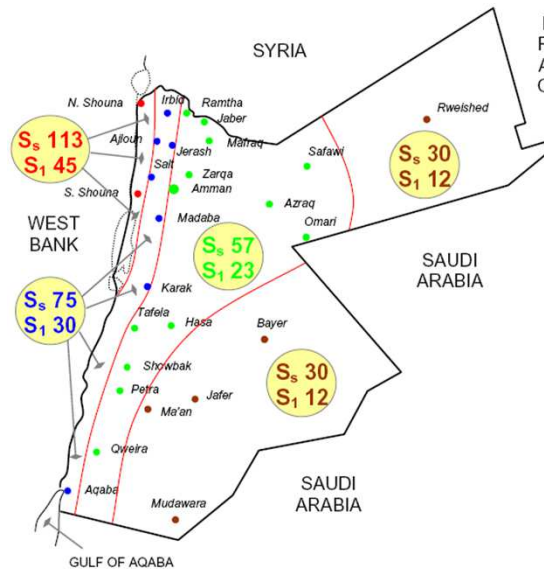 SYRIA
N. Shouna
Irbid
Ramtha
Jaber
Rweished
Ajloun
Mafraq
Jerash
Safawi
Ss 113
S1 45
Salt
Zarqa
Ss 30
S1 12
Amman
S. Shouna
Azraq
WEST
BANK
Madaba
Omari
Ss 57
S1 23
SAUDI
ARABIA
Ss 75
S1 30
Karak
Tafela
Hasa
Bayer
Showbak
Ss 30
S1 12
Petra
Jafer
Ma'an
Qweira
SAUDI
ARABIA
Aqaba
Mudawara
GULF OF AQABA